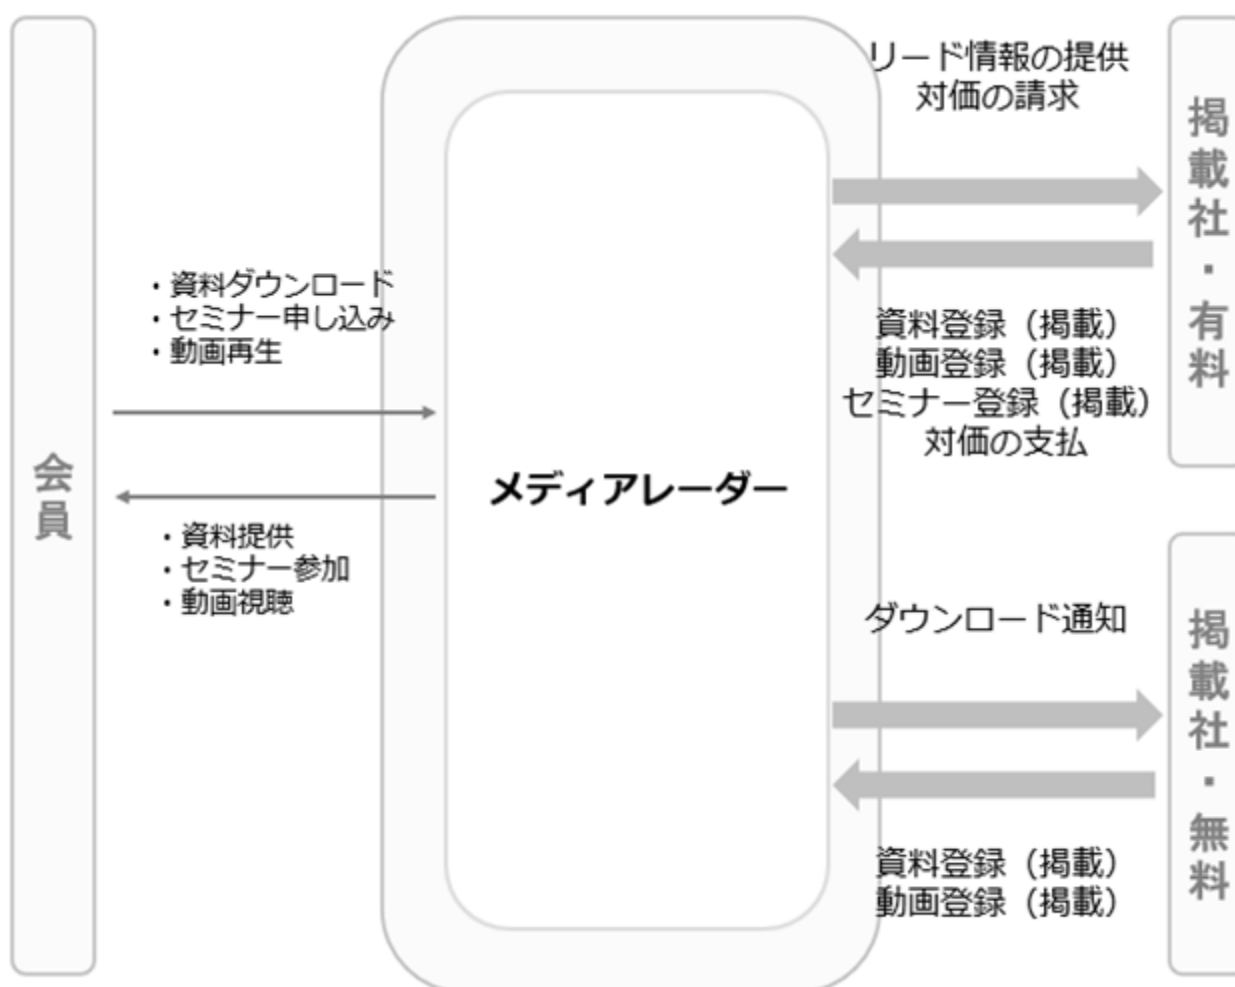 会員
・資料ダウンロード
・セミナー申し込み
・動画再生
・資料提供
・セミナー参加
・動画視聴
メディアレーダー
リード情報の提供
対価の請求
資料登録（掲載）
動画登録（掲載）
セミナー登録（掲載）
対価の支払
掲載社・有料
ダウンロード通知
資料登録（掲載）
動画登録（掲載）
掲載社・無料